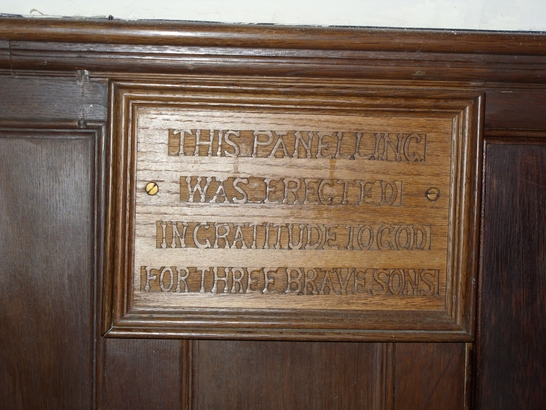 THIS PANELLING
WAS ERECTED
IN GRATITUDE TO GOD
FOR THREE BRAVE SONS